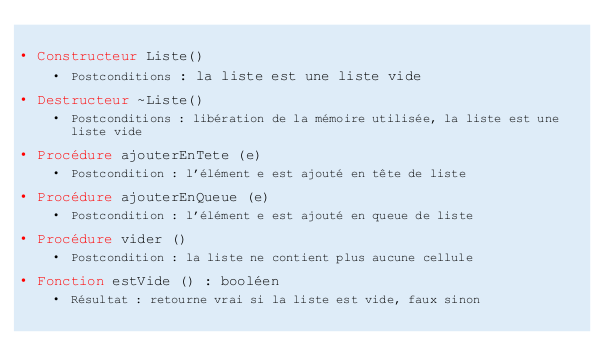 • Constructeur Liste()
• Postconditions : la liste est une liste vide
• Destructeur ~Liste()
• Postconditions : libération de la mémoire utilisée, la liste est une
liste vide
• Procédure ajouterEnTete (e)
• Postcondition : l’élément e est ajouté en tête de liste
• Procédure ajouterEnQueue (e)
• Postcondition : l’élément e est ajouté en queue de liste
• Procédure vider ()
• Postcondition : la liste ne contient plus aucune cellule
• Fonction estVide () : booléen
• Résultat : retourne vrai si la liste est vide, faux sinon